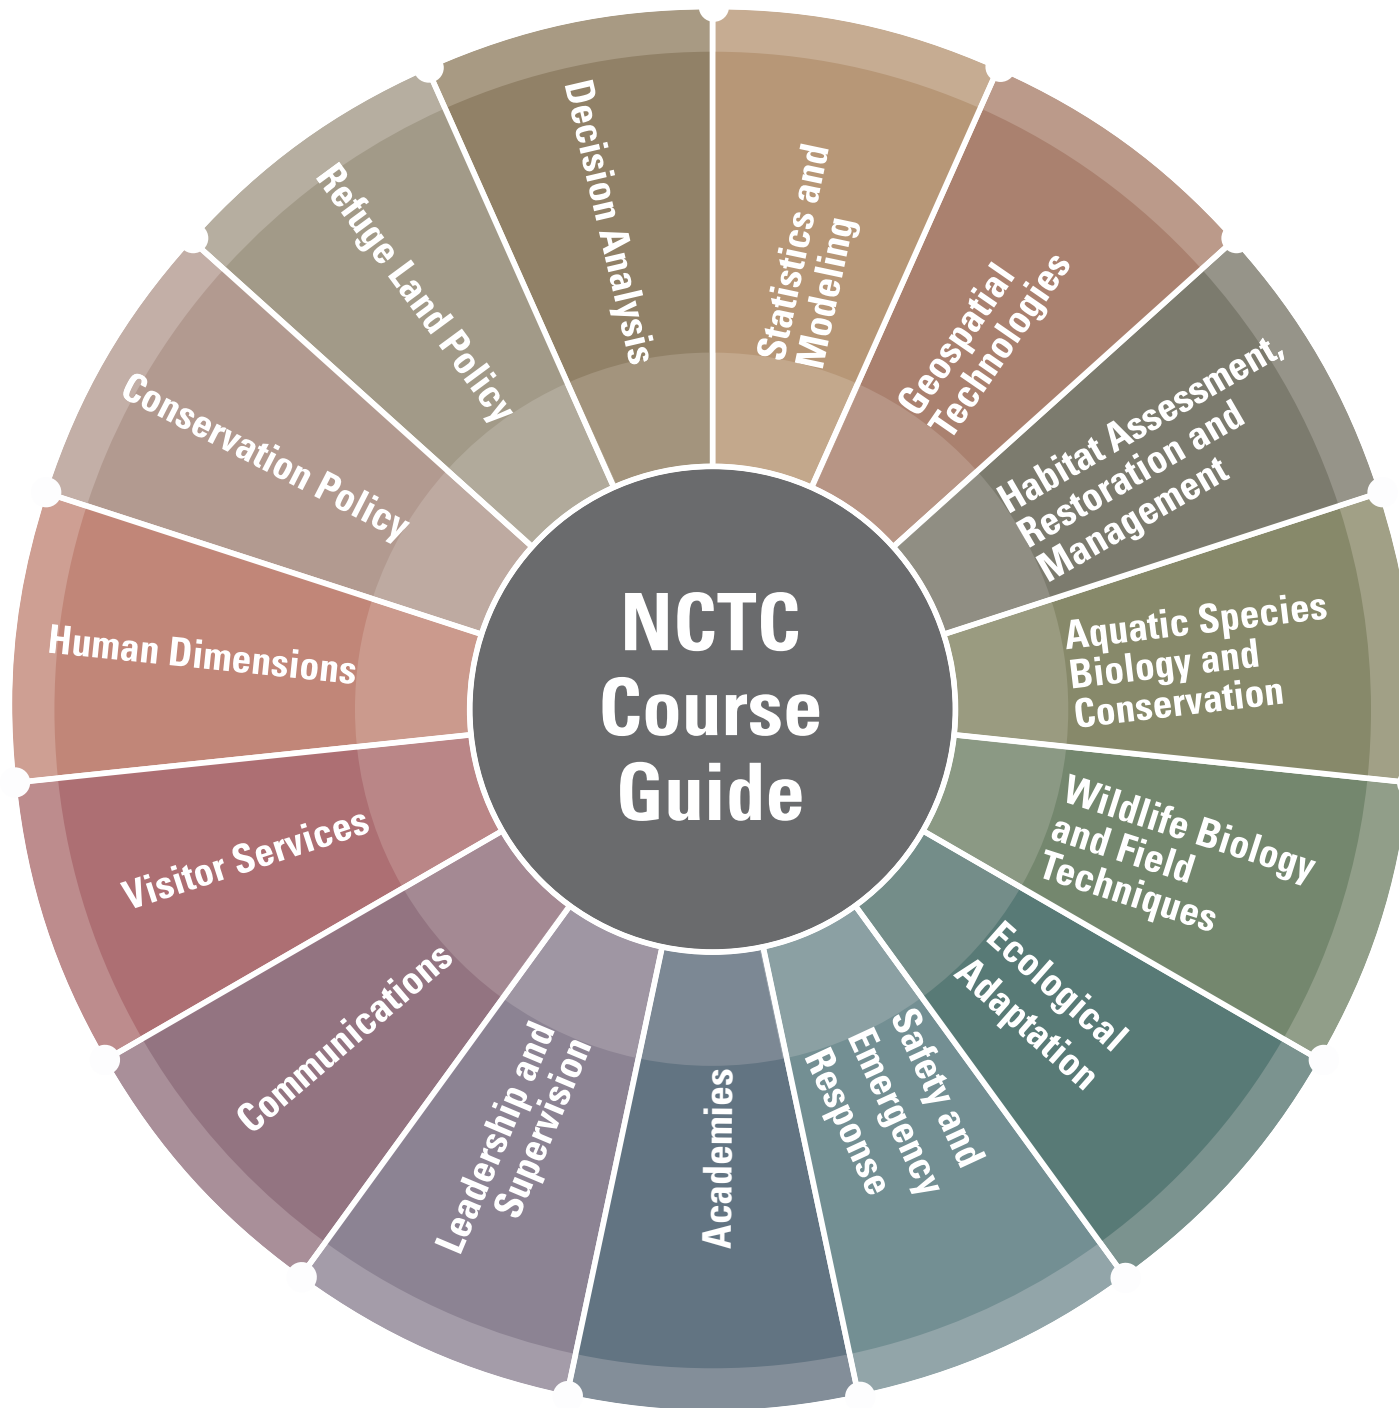 NCTC
Course
Guide
Statistics and
Modeling
Geospatial
Technologies
Habitat Assessment,
Restoration and
Management
Aquatic Species
Biology and
Conservation
Wildlife Biology
and Field
Techniques
Ecological
Adaptation
Safety and
Emergency
Response
Academies
Leadership and
Supervision
Communications
Visitor Services
Human Dimensions
Conservation Policy
Refuge Land Policy
Decision Analysis